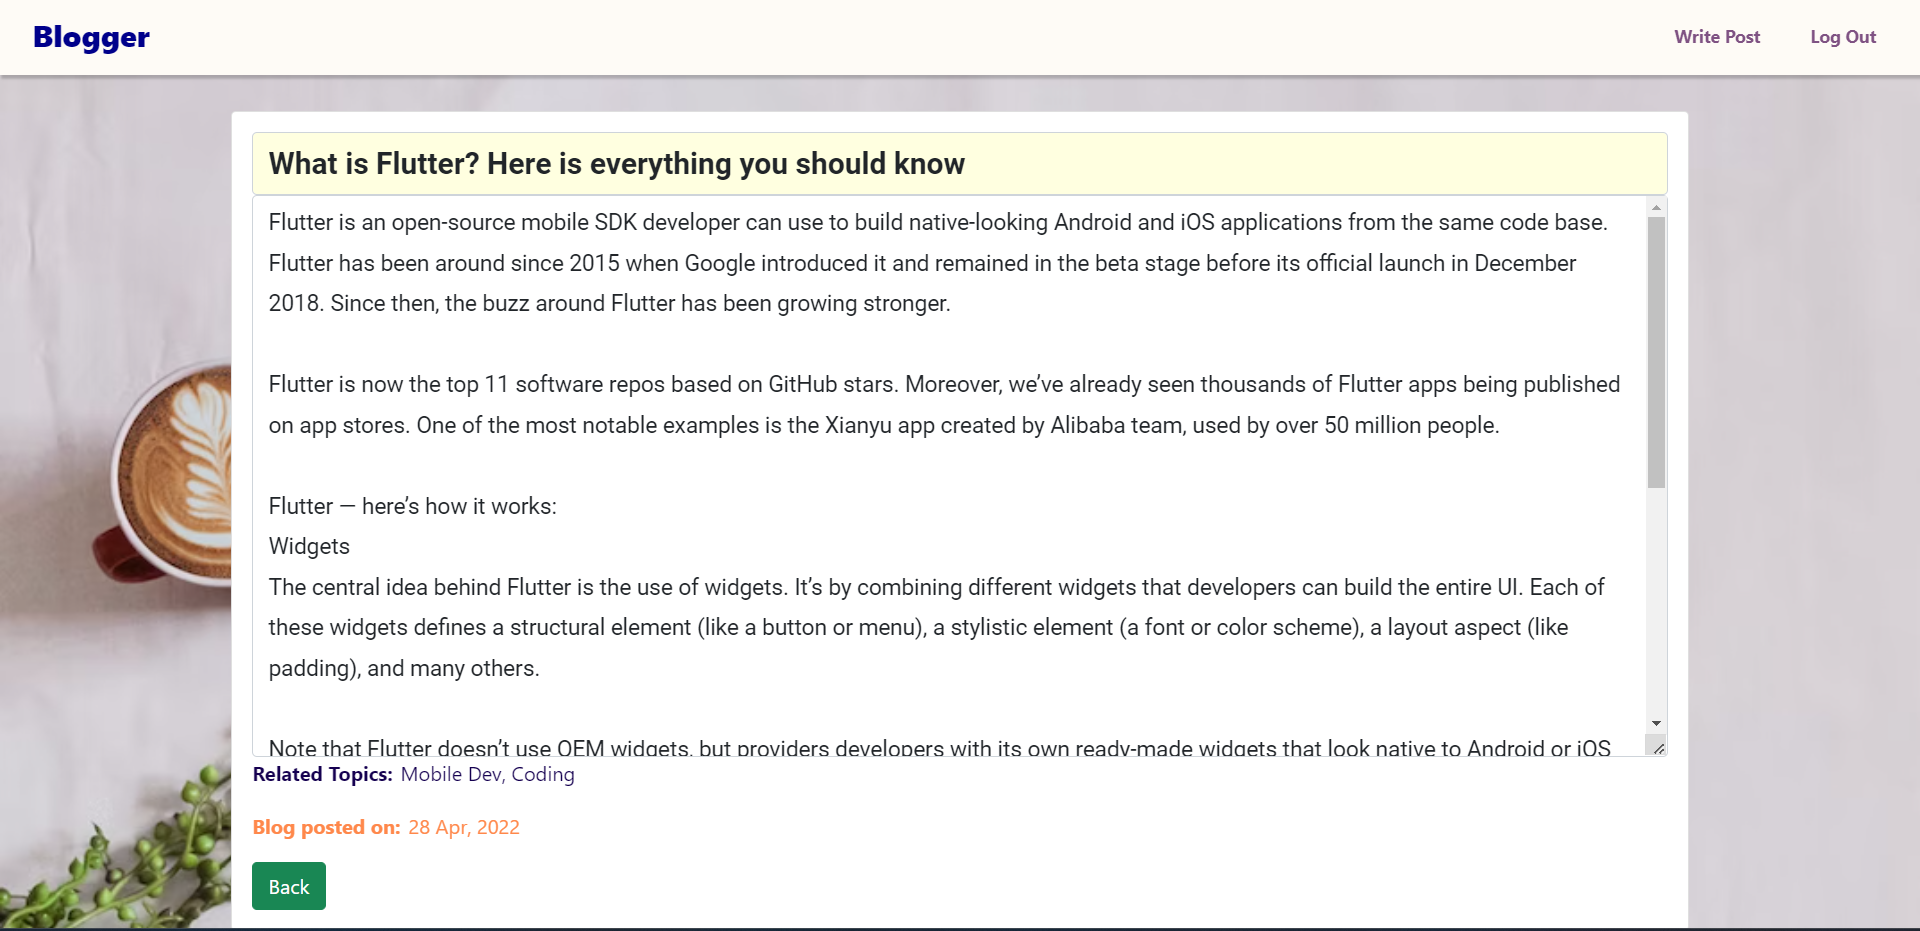 Blogger
Write Post
Log Out
What is Flutter? Here is everything you should know
Flutter is an open-source mobile SDK developer can use to build native-looking Android and iOS applications from the same code base.
Flutter has been around since 2015 when Google introduced it and remained in the beta stage before its official launch in December
2018. Since then, the buzz around Flutter has been growing stronger.
Flutter is now the top 11 software repos based on GitHub stars. Moreover, we’ve already seen thousands of Flutter apps being published
on app stores. One of the most notable examples is the Xianyu app created by Alibaba team, used by over 50 million people.
Flutter — here’s how it works:
Widgets
The central idea behind Flutter is the use of widgets. It’s by combining different widgets that developers can build the entire UI. Each of
these widgets defines a structural element (like a button or menu), a stylistic element (a font or color scheme), a layout aspect (like
padding), and many others.
Note that Flutter doesn’t use OEM widgets, but providers developers with its own ready-made widgets that look native to Android or iOS
Related Topics: Mobile Dev, Coding
Blog posted on: 28 Apr, 2022
Back